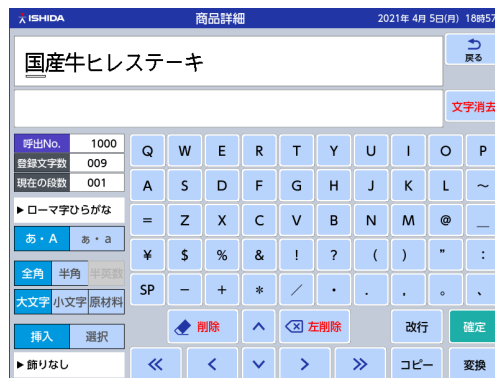 ISHIDA 商品詳細 2021年 4月 5日(月) 18時57
国産牛ヒレステーキ
戻る
文字消去
呼出No. 1000
登録文字数 009
現在の段数 001
▶ローマ字ひらがな
あ・A あ・a
全角 半角 半英数
大文字 小文字 原材料
挿入 選択
▶飾りなし
Q W E R T Y U I O P
A S D F G H J K L ~
= Z X C V B N M @ _
¥ $ % & ! ? ( ) " :
SP - + * / ・ . , 。 、
削除 ^ 左削除 改行 確定
≪ < ∨ > ≫ コピー 変換